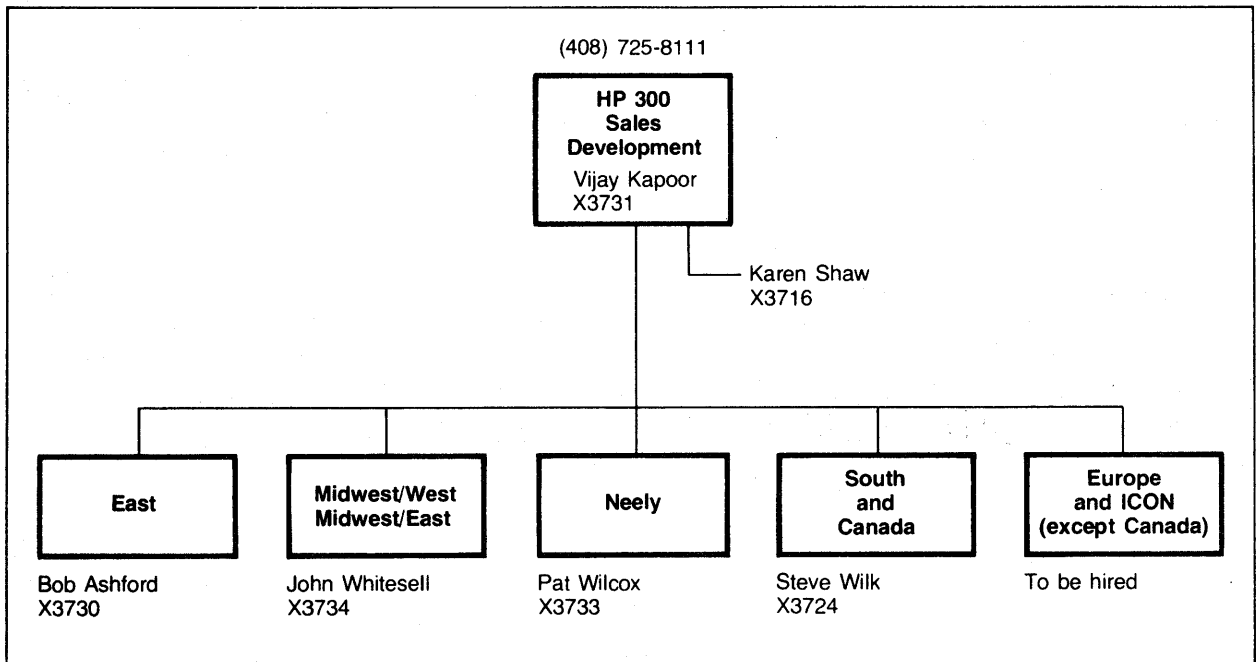 (408) 725-8111
HP 300
Sales
Development
Vijay Kapoor
X3731
Karen Shaw
X3716
East
Bob Ashford
X3730
Midwest/West
Midwest/East
John Whitesell
X3734
Neely
Pat Wilcox
X3733
South
and
Canada
Steve Wilk
X3724
Europe
and ICON
(except Canada)
To be hired